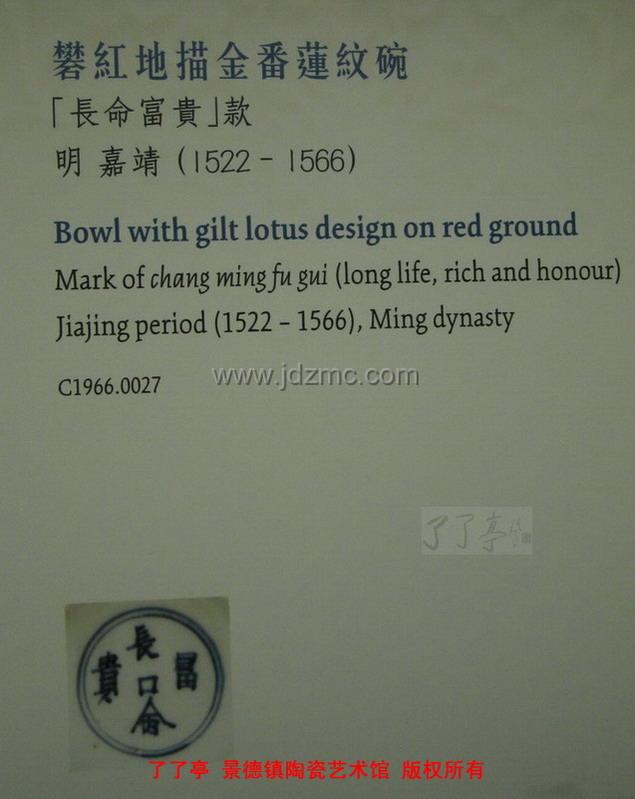 礬紅地描金番蓮紋碗
「長命富貴」款
明 嘉靖 (1522 - 1566)
Bowl with gilt lotus design on red ground
Mark of chang ming fu gui (long life, rich and honour)
Jiajing period (1522 – 1566), Ming dynasty
C1966.0027
www.jdzmc.com
了了亭
長命富貴
了了亭 景德镇陶瓷艺术馆 版权所有